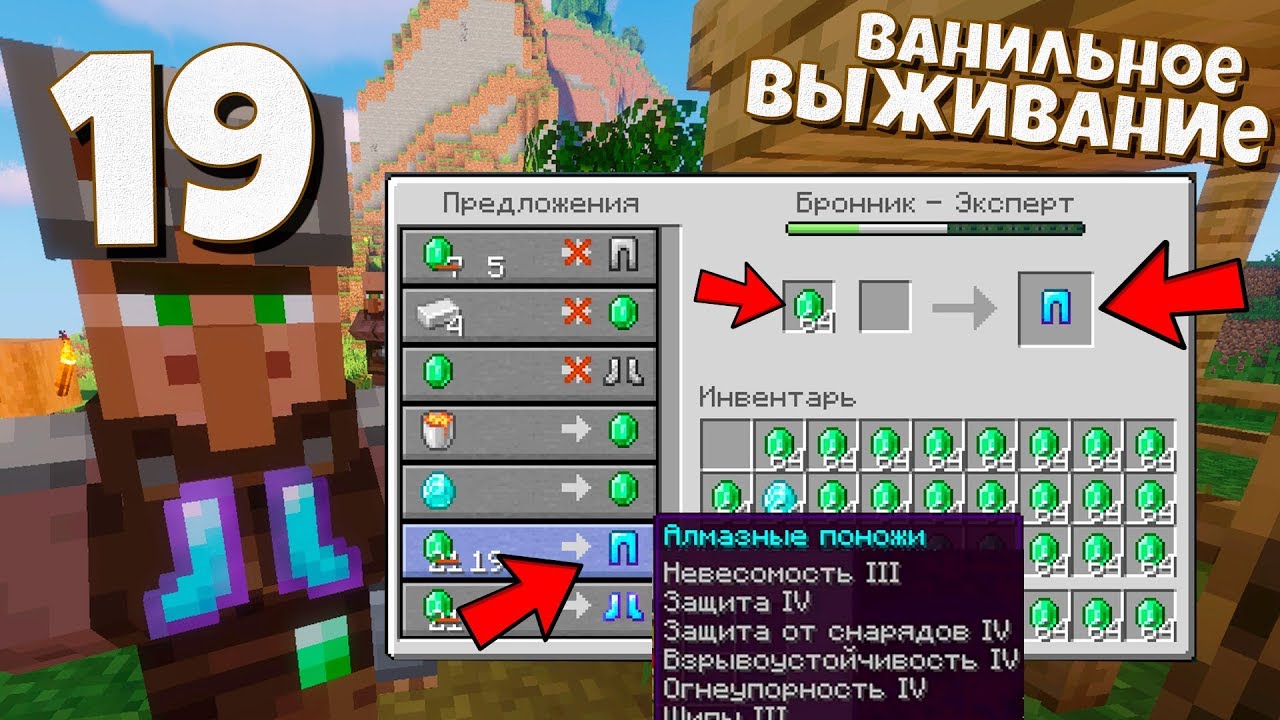 19
ВАНИЛЬНОЕ
ВЫЖИВАНИЕ
Предложения
Бронник – Эксперт
5
4
64
Инвентарь
64 64 64 64 64 64 64 64
19
Алмазные поножи
Невесомость III
Защита IV
Защита от снарядов IV
Взрывоустойчивость IV
Огнеупорность IV
Шипы III